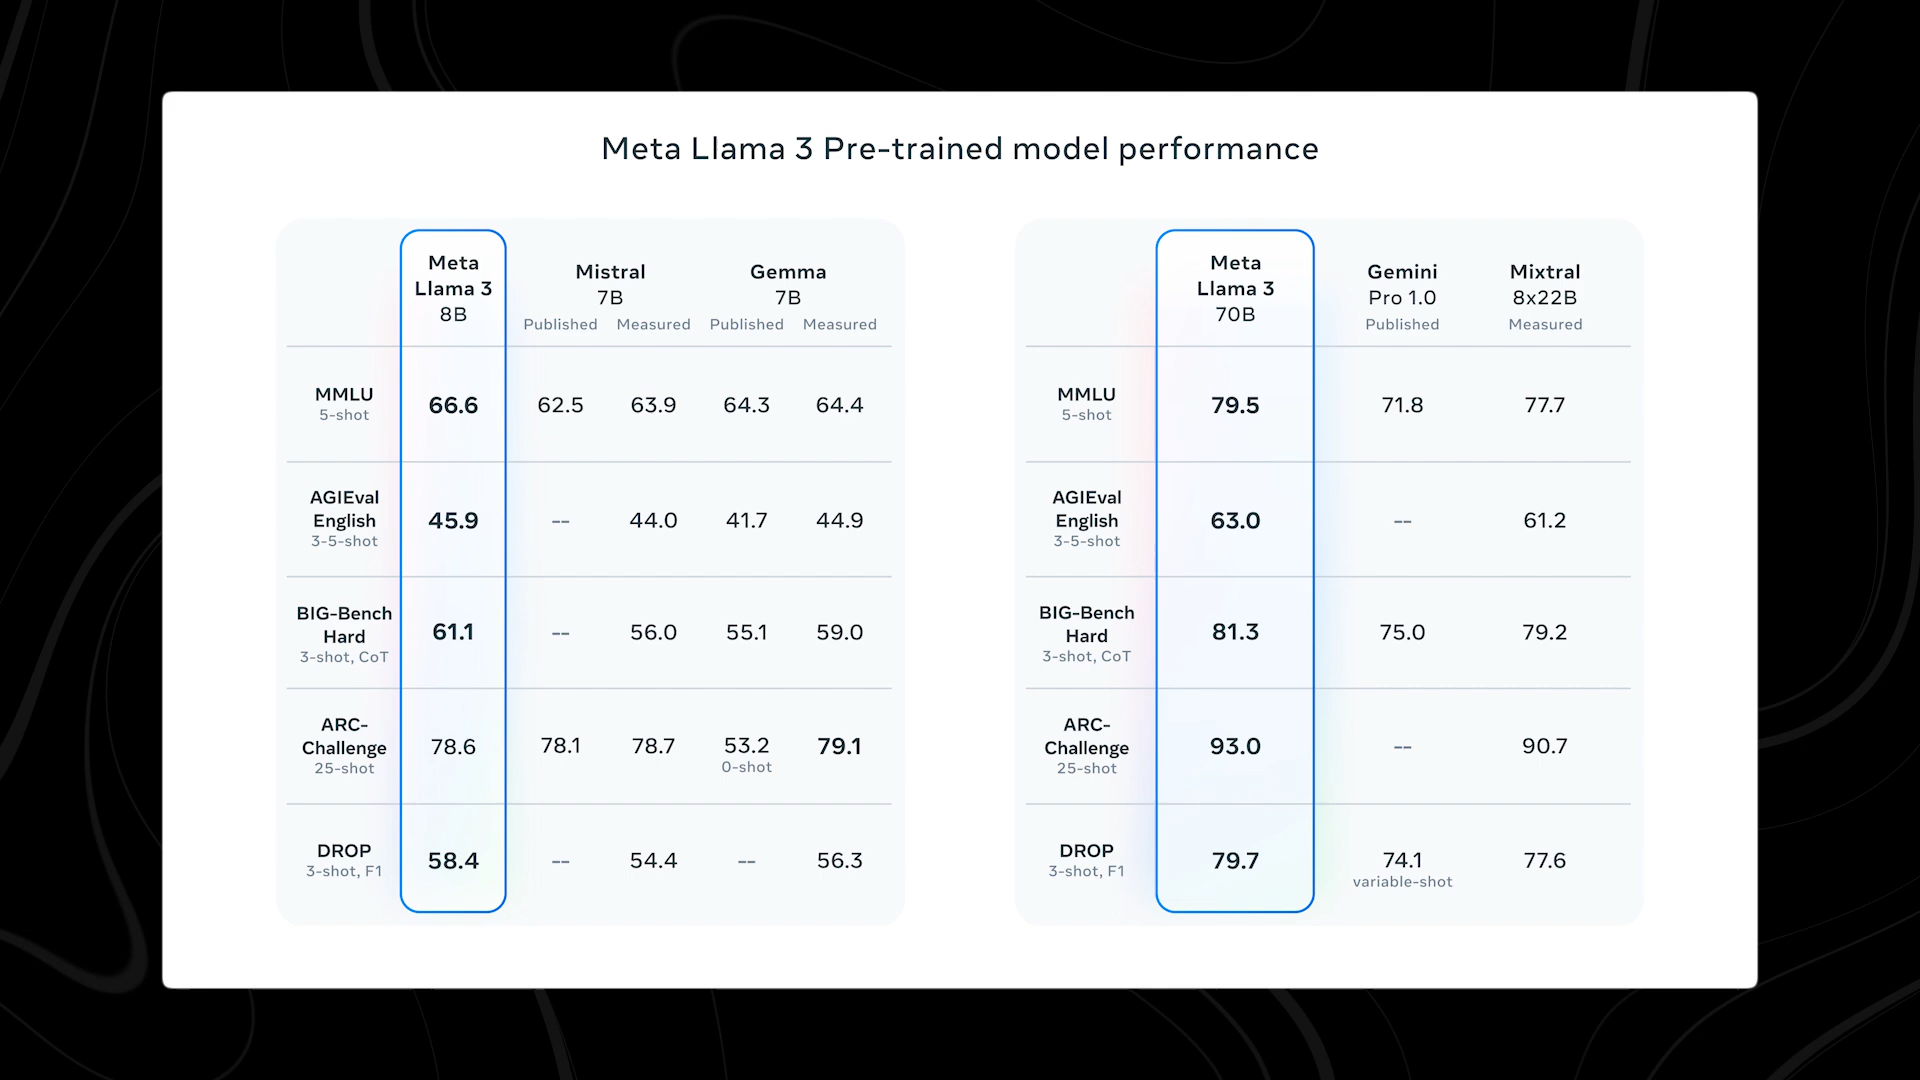 Meta Llama 3 Pre-trained model performance
Meta
Llama 3
8B
Mistral
7B
Gemma
7B
Published Measured Published Measured
MMLU
5-shot
66.6 62.5 63.9 64.3 64.4
AGIEval
English
3-5-shot
45.9 -- 44.0 41.7 44.9
BIG-Bench
Hard
3-shot, CoT
61.1 -- 56.0 55.1 59.0
ARC-
Challenge
25-shot
78.6 78.1 78.7 53.2 79.1
0-shot
DROP
3-shot, F1
58.4 -- 54.4 -- 56.3
Meta
Llama 3
70B
Gemini
Pro 1.0
Published
Mixtral
8x22B
Measured
MMLU
5-shot
79.5 71.8 77.7
AGIEval
English
3-5-shot
63.0 -- 61.2
BIG-Bench
Hard
3-shot, CoT
81.3 75.0 79.2
ARC-
Challenge
25-shot
93.0 -- 90.7
DROP
3-shot, F1
79.7 74.1 77.6
variable-shot